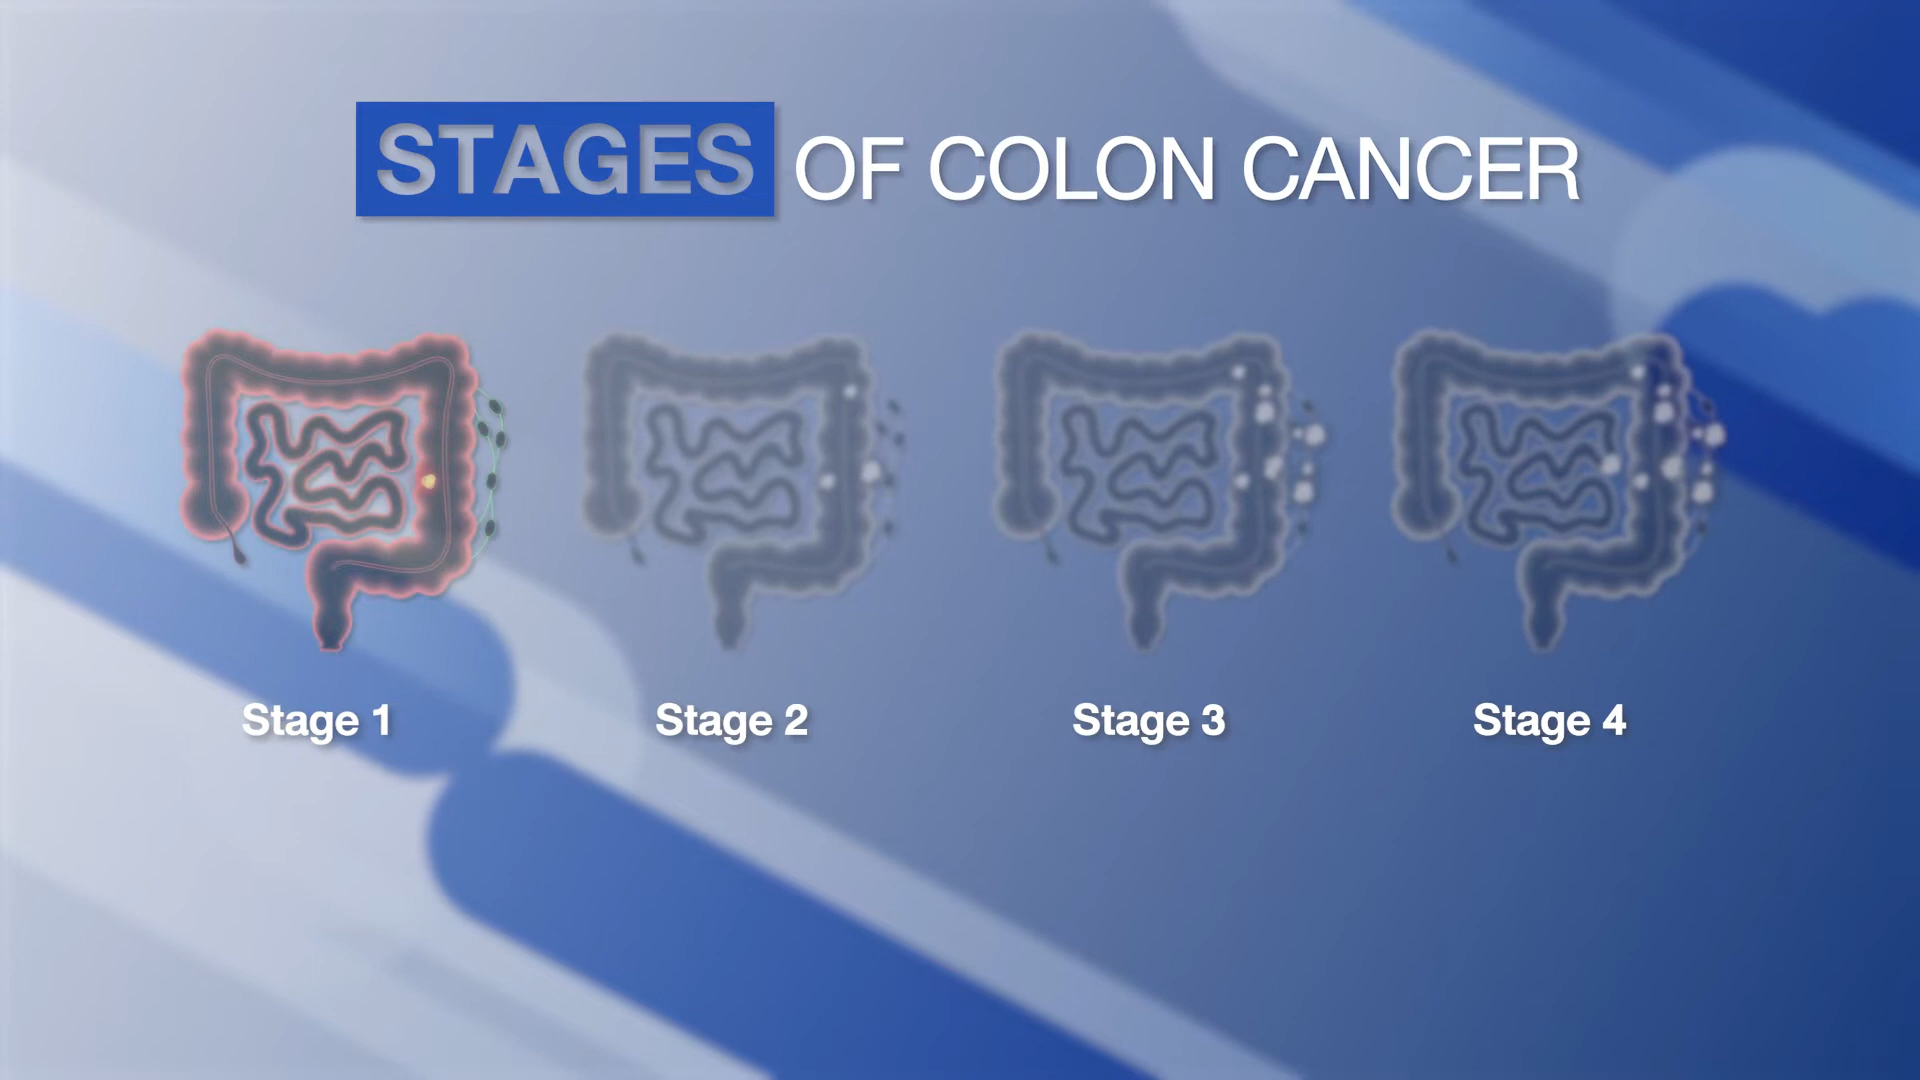 STAGES OF COLON CANCER
Stage 1
Stage 2
Stage 3
Stage 4